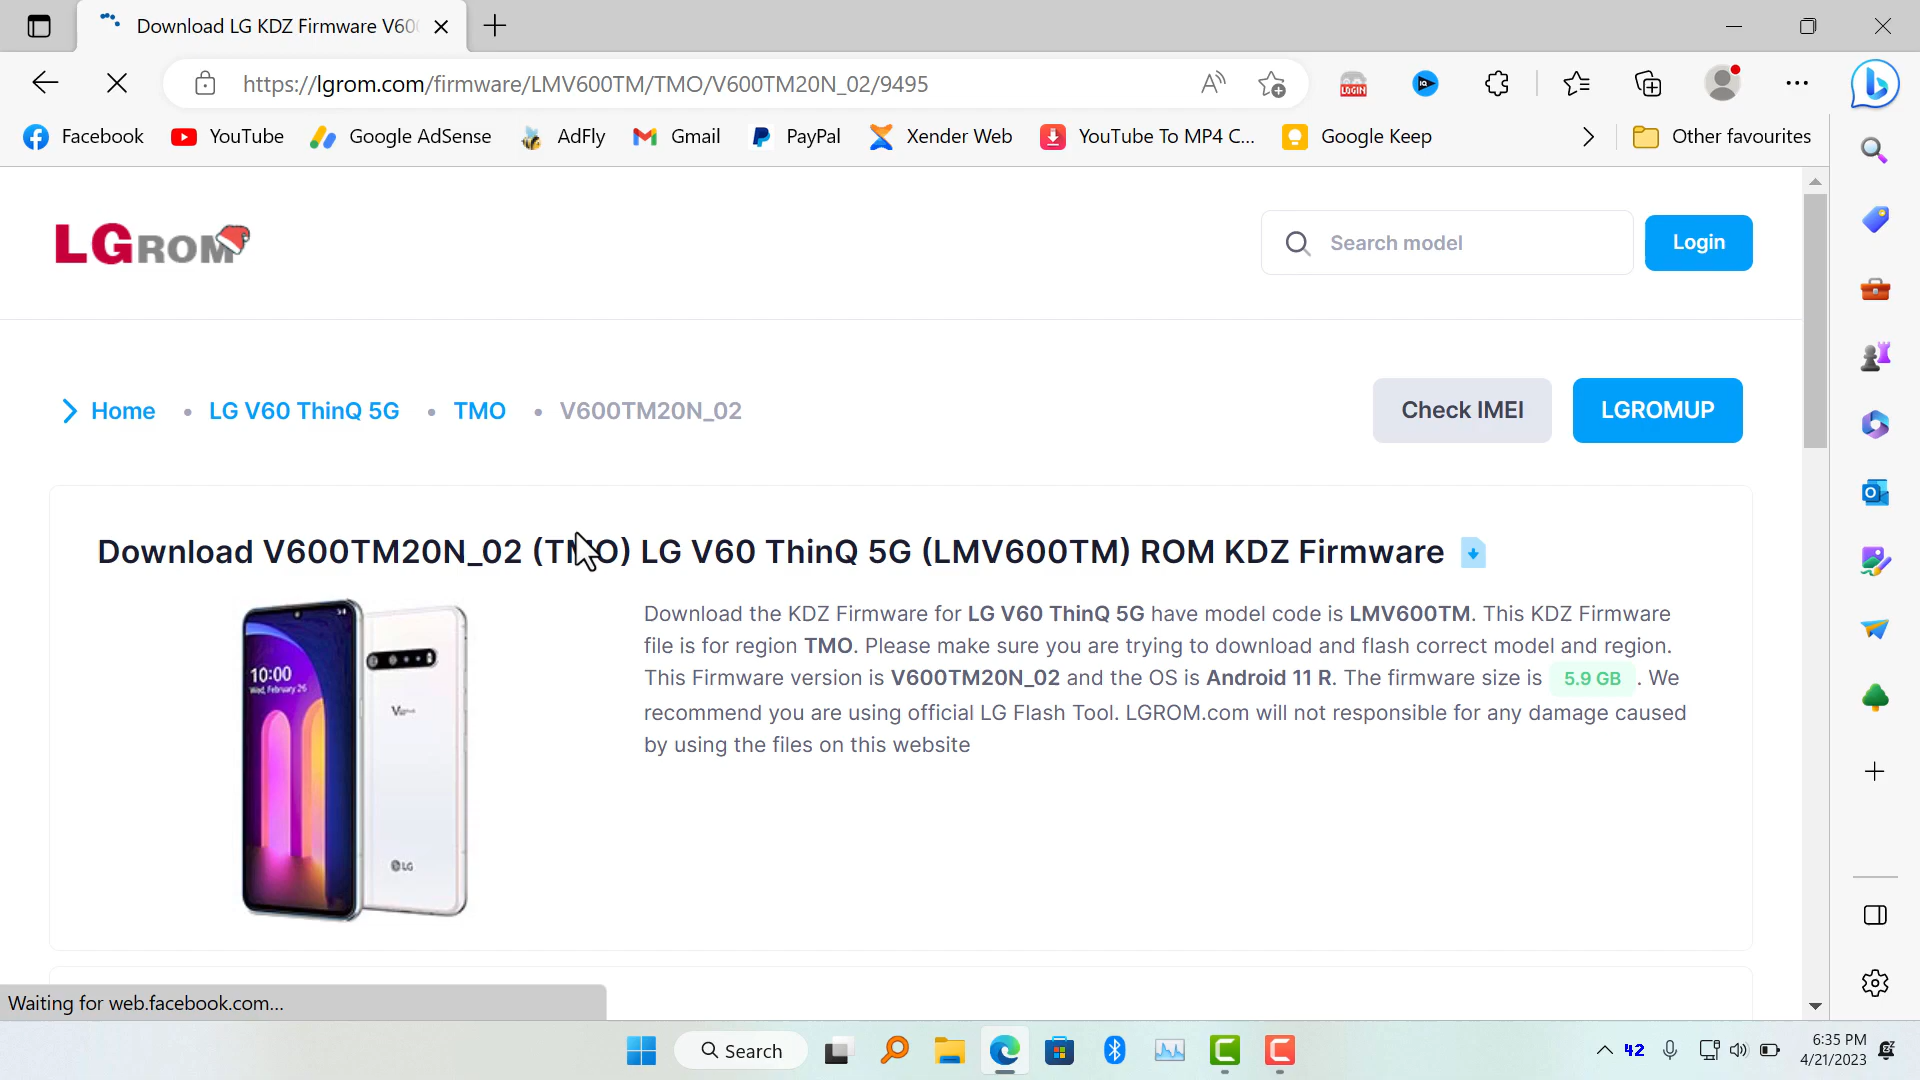 Download LG KDZ Firmware V60
https://lgrom.com/firmware/LMV600TM/TMO/V600TM20N_02/9495
LOGIN
Facebook YouTube Google AdSense AdFly Gmail PayPal Xender Web YouTube To MP4 C... Google Keep Other favourites
LGROM Search model Login
Home • LG V60 ThinQ 5G • TMO • V600TM20N_02 Check IMEI LGROMUP
Download V600TM20N_02 (TMO) LG V60 ThinQ 5G (LMV600TM) ROM KDZ Firmware
Download the KDZ Firmware for LG V60 ThinQ 5G have model code is LMV600TM. This KDZ Firmware
file is for region TMO. Please make sure you are trying to download and flash correct model and region.
This Firmware version is V600TM20N_02 and the OS is Android 11 R. The firmware size is 5.9 GB . We
recommend you are using official LG Flash Tool. LGROM.com will not responsible for any damage caused
by using the files on this website
10:00
Wed, February 26
LG
Waiting for web.facebook.com...
Search
42
6:35 PM
4/21/2023